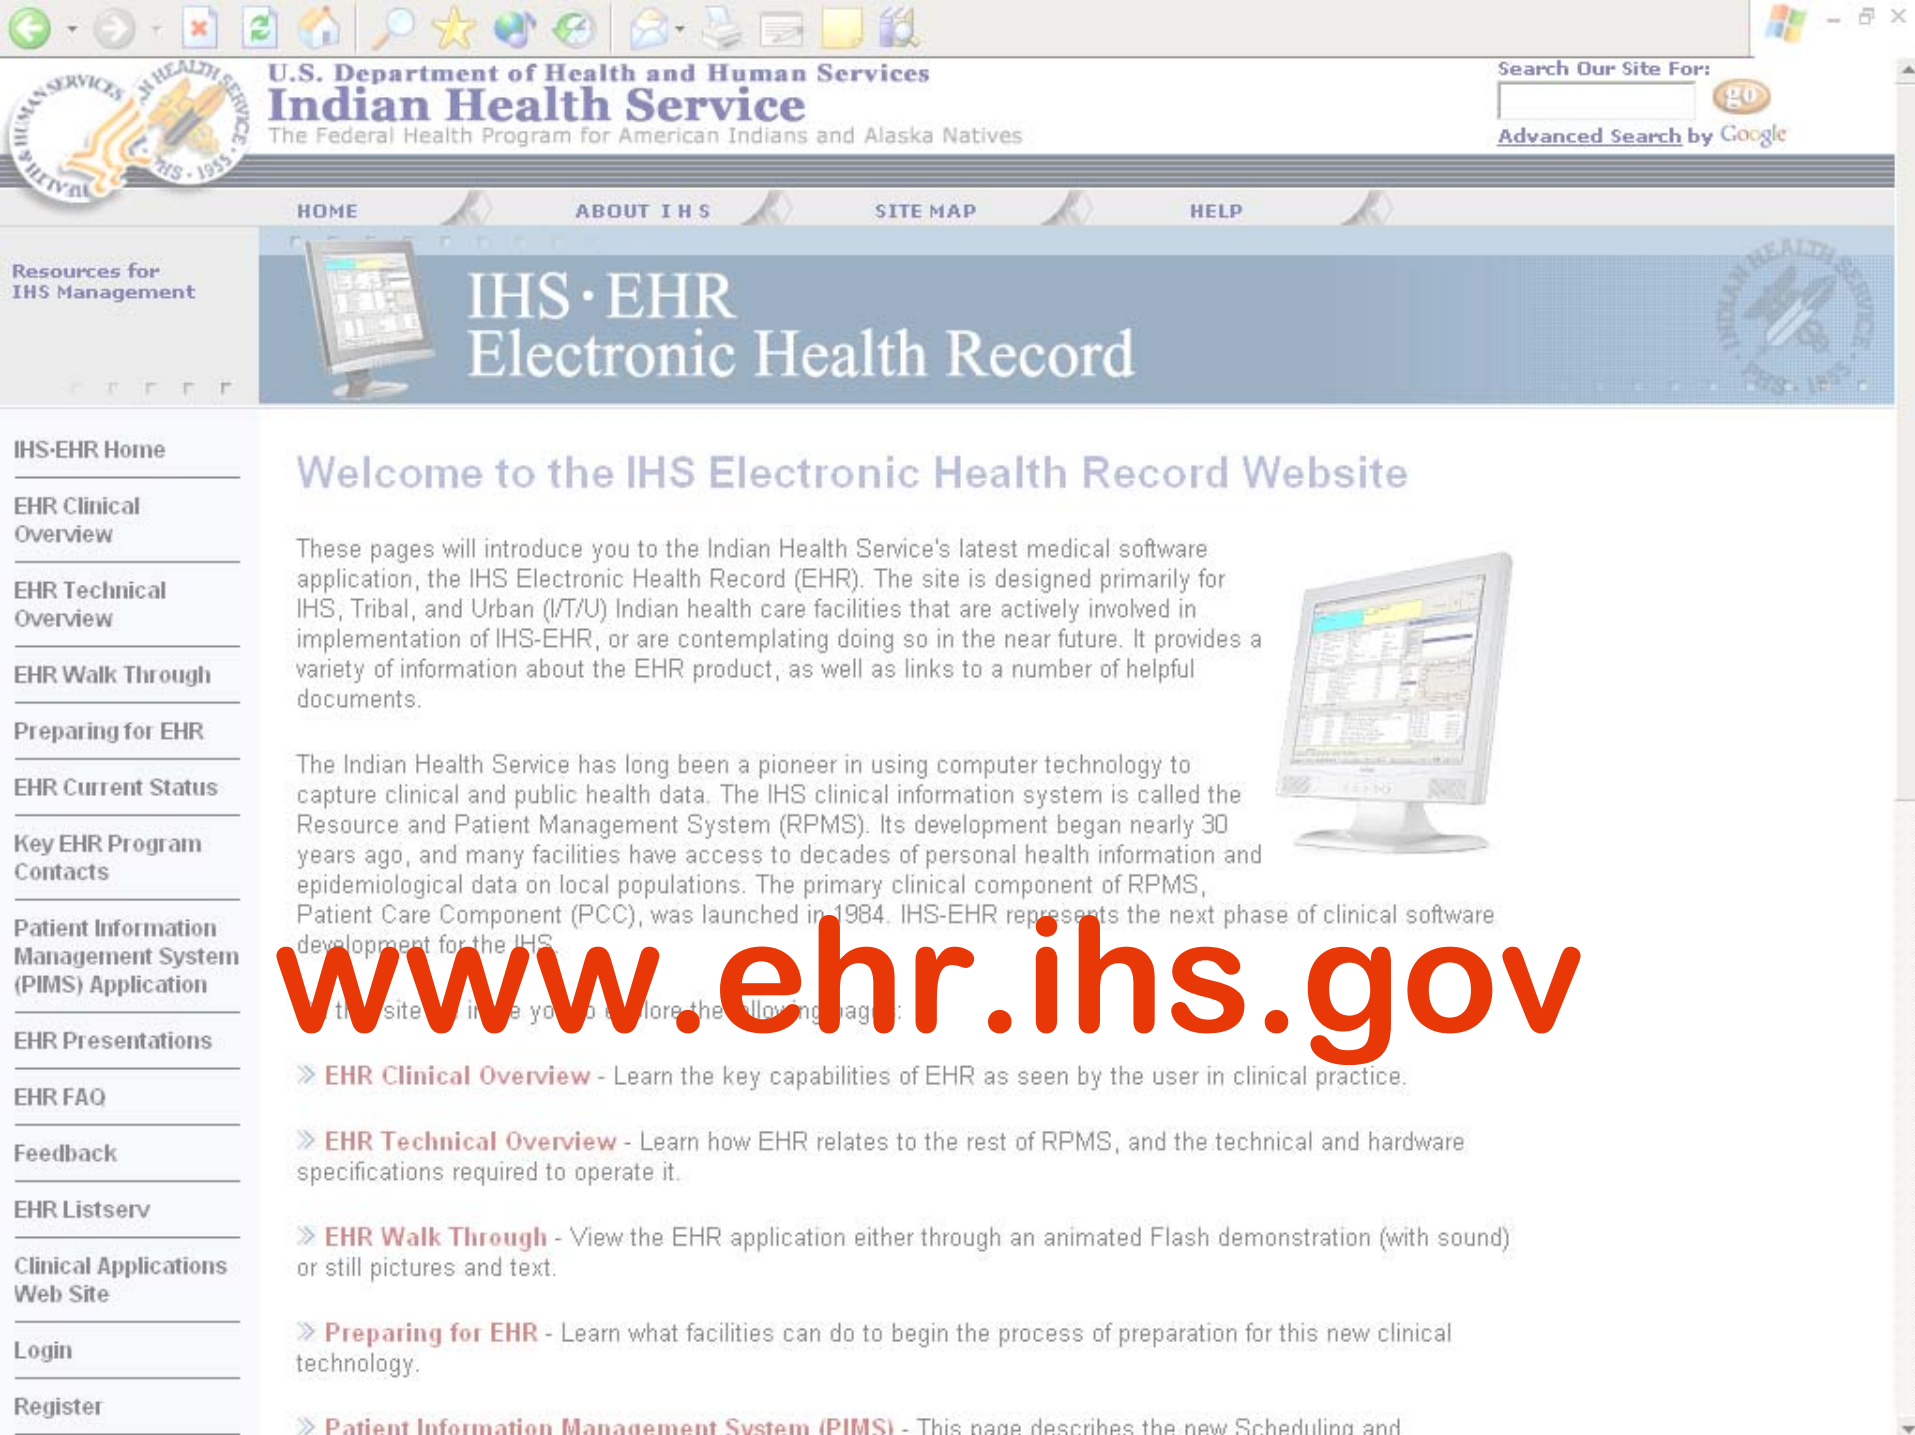 U.S. Department of Health and Human Services
Indian Health Service
The Federal Health Program for American Indians and Alaska Natives
Search Our Site For:
go
Advanced Search by Google
HOME
ABOUT I H S
SITE MAP
HELP
Resources for
IHS Management
IHS·EHR
Electronic Health Record
IHS·EHR Home
EHR Clinical
Overview
EHR Technical
Overview
EHR Walk Through
Preparing for EHR
EHR Current Status
Key EHR Program
Contacts
Patient Information
Management System
(PIMS) Application
EHR Presentations
EHR FAQ
Feedback
EHR Listserv
Clinical Applications
Web Site
Login
Register
Welcome to the IHS Electronic Health Record Website
These pages will introduce you to the Indian Health Service's latest medical software
application, the IHS Electronic Health Record (EHR). The site is designed primarily for
IHS, Tribal, and Urban (I/T/U) Indian health care facilities that are actively involved in
implementation of IHS-EHR, or are contemplating doing so in the near future. It provides a
variety of information about the EHR product, as well as links to a number of helpful
documents.
The Indian Health Service has long been a pioneer in using computer technology to
capture clinical and public health data. The IHS clinical information system is called the
Resource and Patient Management System (RPMS). Its development began nearly 30
years ago, and many facilities have access to decades of personal health information and
epidemiological data on local populations. The primary clinical component of RPMS,
Patient Care Component (PCC), was launched in 1984. IHS-EHR represents the next phase of clinical software
development for the IHS.
www.ehr.ihs.gov
site
» EHR Clinical Overview - Learn the key capabilities of EHR as seen by the user in clinical practice.
» EHR Technical Overview - Learn how EHR relates to the rest of RPMS, and the technical and hardware
specifications required to operate it.
» EHR Walk Through - View the EHR application either through an animated Flash demonstration (with sound)
or still pictures and text.
» Preparing for EHR - Learn what facilities can do to begin the process of preparation for this new clinical
technology.
» Patient Information Management System (PIMS) - This page describes the new Scheduling and